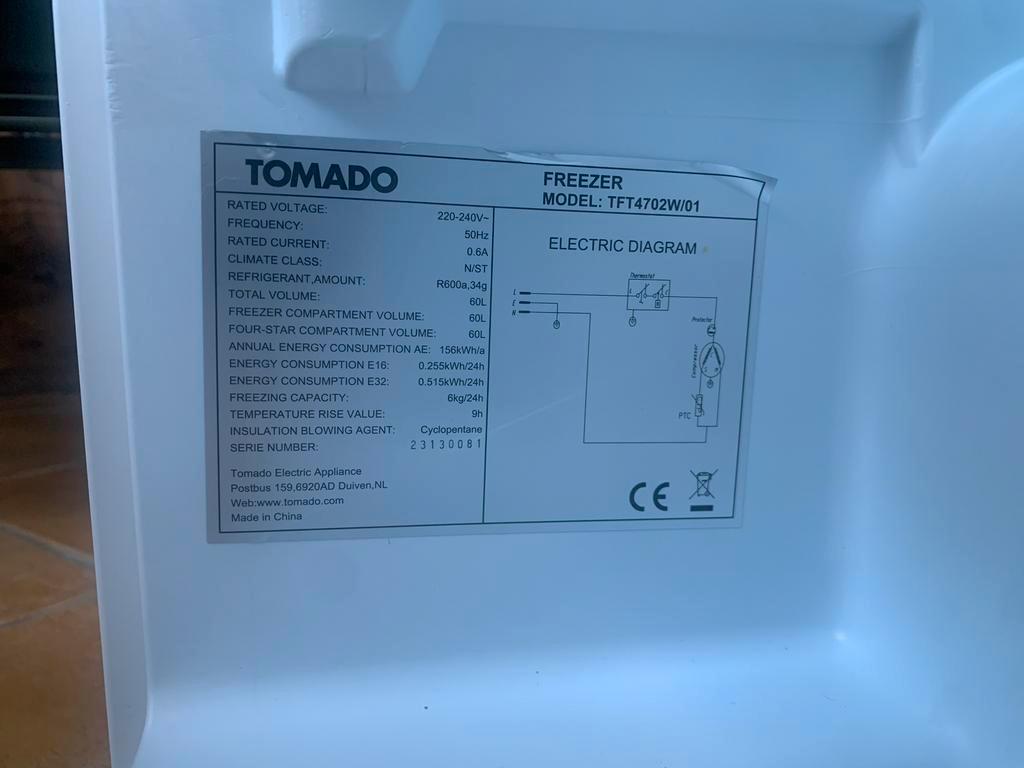 TOMADO
FREEZER
MODEL: TFT4702W/01
RATED VOLTAGE: 220-240V~
FREQUENCY: 50Hz
RATED CURRENT: 0.6A
CLIMATE CLASS: N/ST
REFRIGERANT,AMOUNT: R600a,34g
TOTAL VOLUME: 60L
FREEZER COMPARTMENT VOLUME: 60L
FOUR-STAR COMPARTMENT VOLUME: 60L
ANNUAL ENERGY CONSUMPTION AE: 156kWh/a
ENERGY CONSUMPTION E16: 0.255kWh/24h
ENERGY CONSUMPTION E32: 0.515kWh/24h
FREEZING CAPACITY: 6kg/24h
TEMPERATURE RISE VALUE: 9h
INSULATION BLOWING AGENT: Cyclopentane
SERIE NUMBER: 23130081
Tomado Electric Appliance
Postbus 159,6920AD Duiven,NL
Web:www.tomado.com
Made in China
ELECTRIC DIAGRAM
Thermostat
L
E
N
Protector
Compressor
PTC
CE